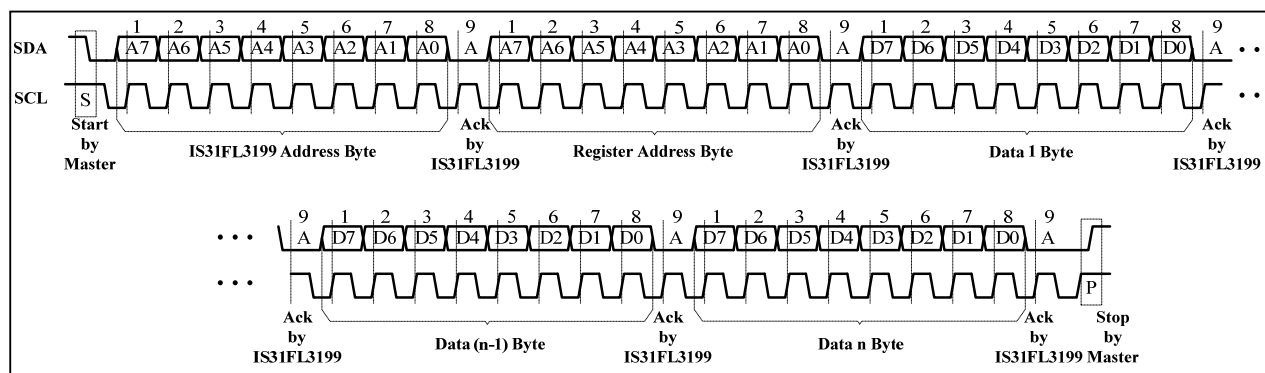 1 2 3 4 5 6 7 8 9 1 2 3 4 5 6 7 8 9 1 2 3 4 5 6 7 8 9
SDA A7 A6 A5 A4 A3 A2 A1 A0 A A7 A6 A5 A4 A3 A2 A1 A0 A D7 D6 D5 D4 D3 D2 D1 D0 A
SCL S
Start by Master
IS31FL3199 Address Byte
Ack by IS31FL3199
Register Address Byte
Ack by IS31FL3199
Data 1 Byte
Ack by IS31FL3199
9 1 2 3 4 5 6 7 8 9 1 2 3 4 5 6 7 8 9
A D7 D6 D5 D4 D3 D2 D1 D0 A D7 D6 D5 D4 D3 D2 D1 D0 A
P
Ack by IS31FL3199
Data (n-1) Byte
Ack by IS31FL3199
Data n Byte
Ack by IS31FL3199
Stop by Master